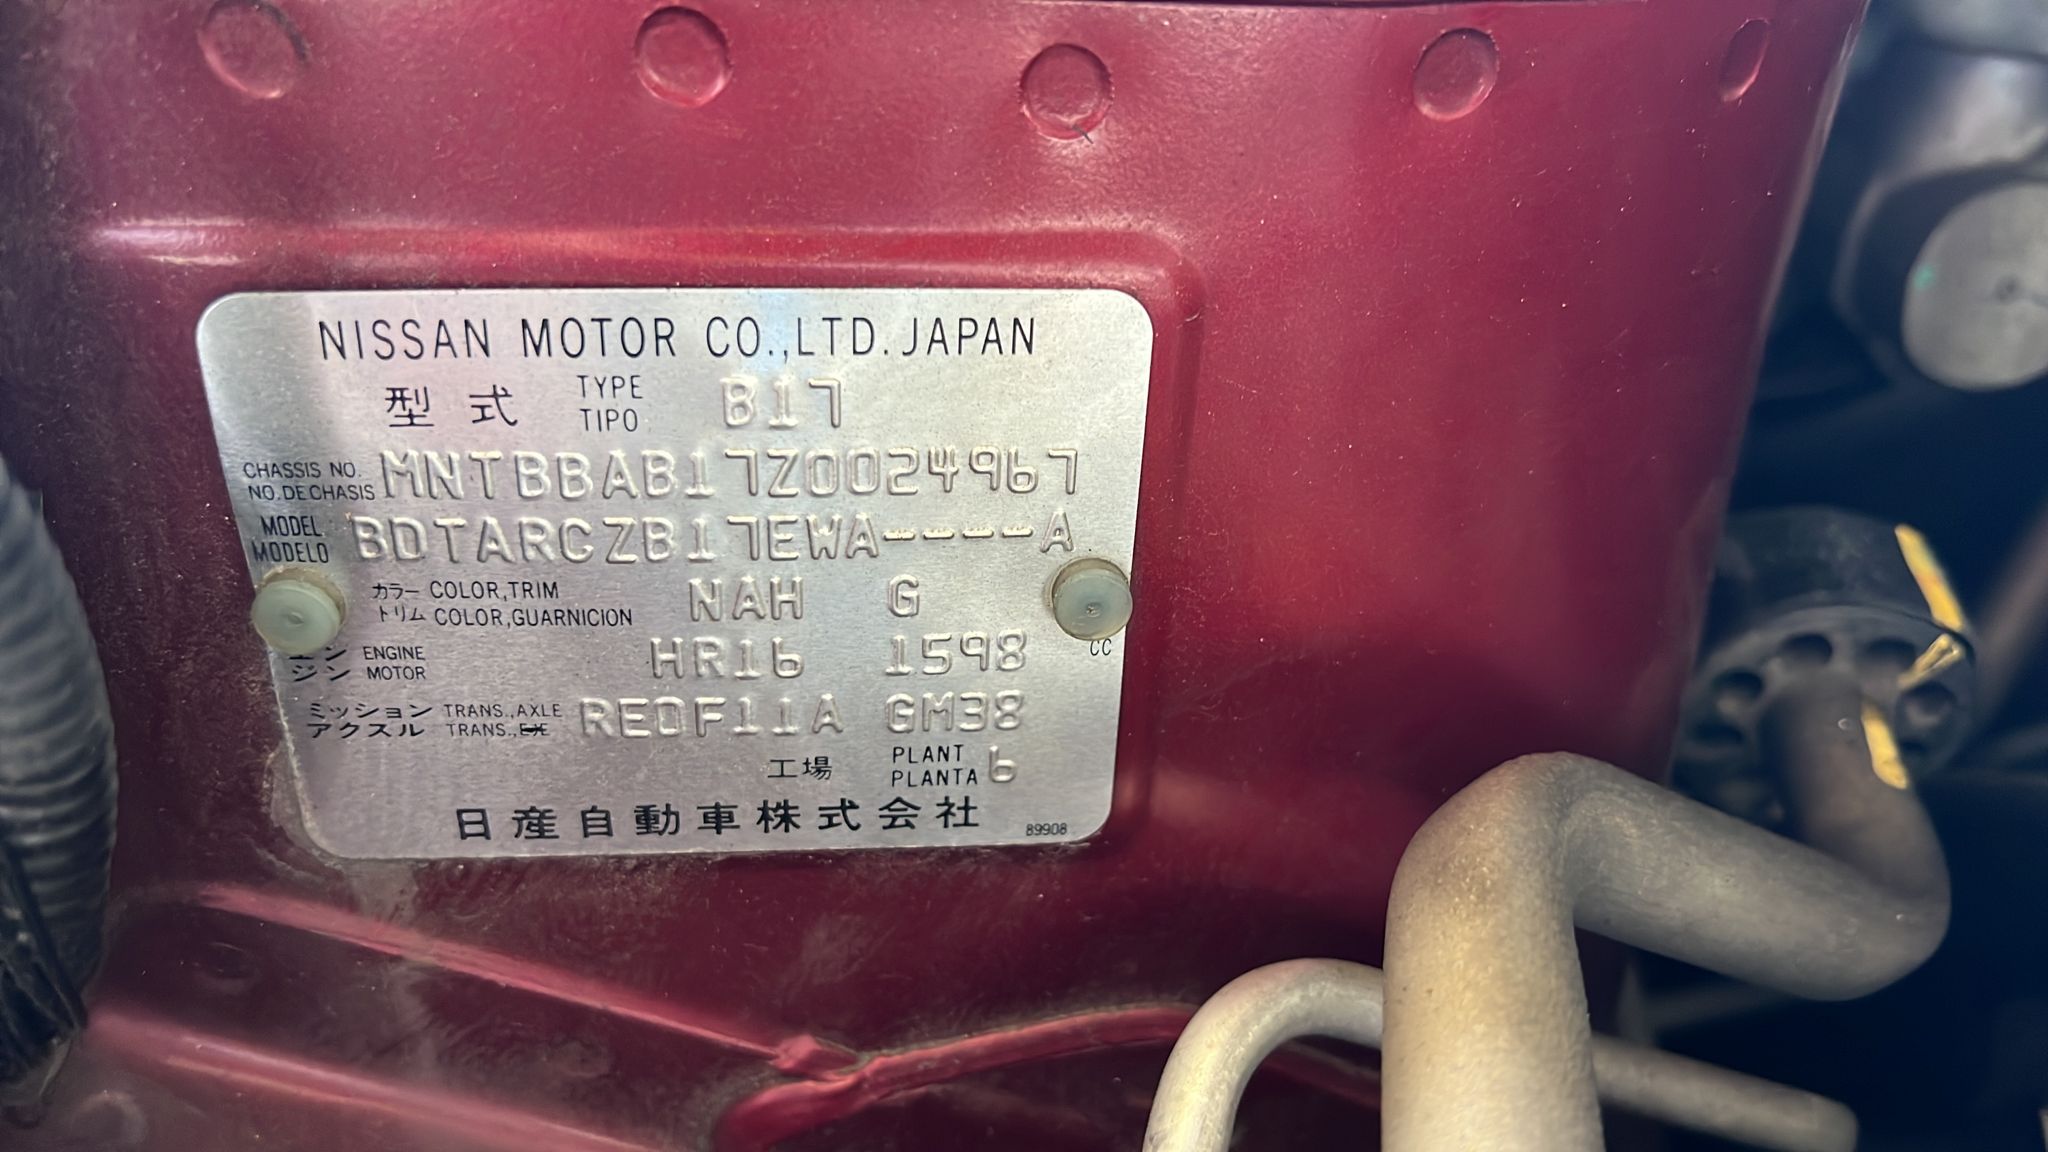 NISSAN MOTOR CO.,LTD. JAPAN
型式 TYPE TIPO B17
CHASSIS NO. NO.DE CHASIS MNTBBAB17Z0024967
MODEL MODELO BDTARCZB17EWA----A
カラー COLOR,TRIM トリム COLOR,GUARNICION NAH G
エンジン ENGINE MOTOR HR16 1598 CC
ミッション TRANS.,AXLE アクスル TRANS.,EJE RE0F11A GM38
工場 PLANT PLANTA 6
日産自動車株式会社 89908